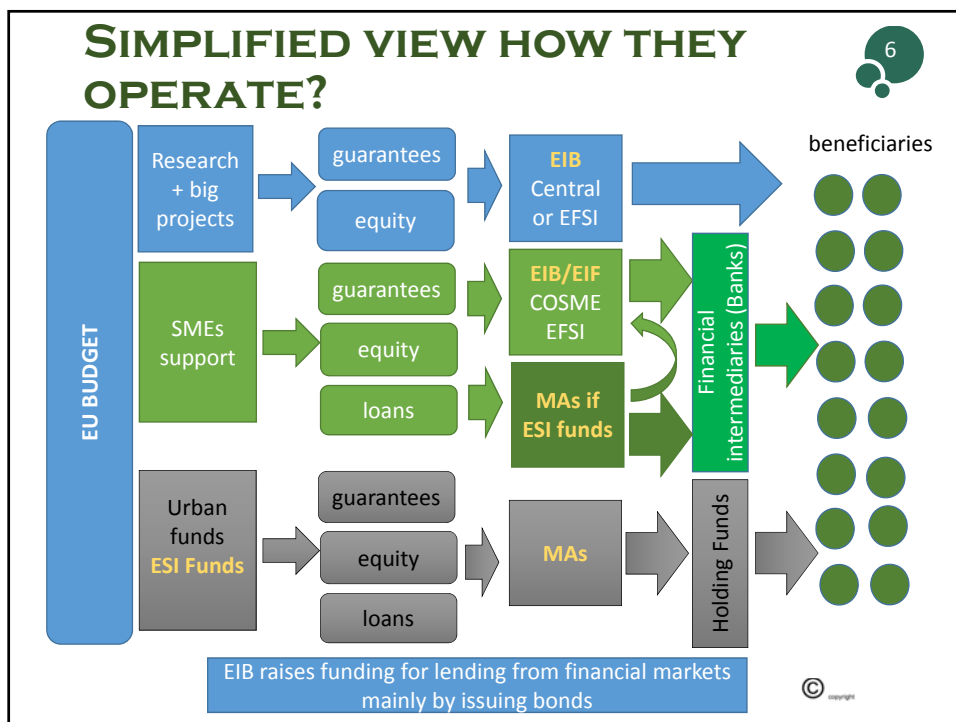 SIMPLIFIED VIEW HOW THEY
OPERATE?
6
beneficiaries
EU BUDGET
Research
+ big
projects
guarantees
equity
EIB
Central
or EFSI
SMEs
support
guarantees
equity
loans
EIB/EIF
COSME
EFSI
MAs if
ESI funds
Financial
intermediaries (Banks)
Urban
funds
ESI Funds
guarantees
equity
loans
MAs
Holding Funds
EIB raises funding for lending from financial markets
mainly by issuing bonds
© copyright